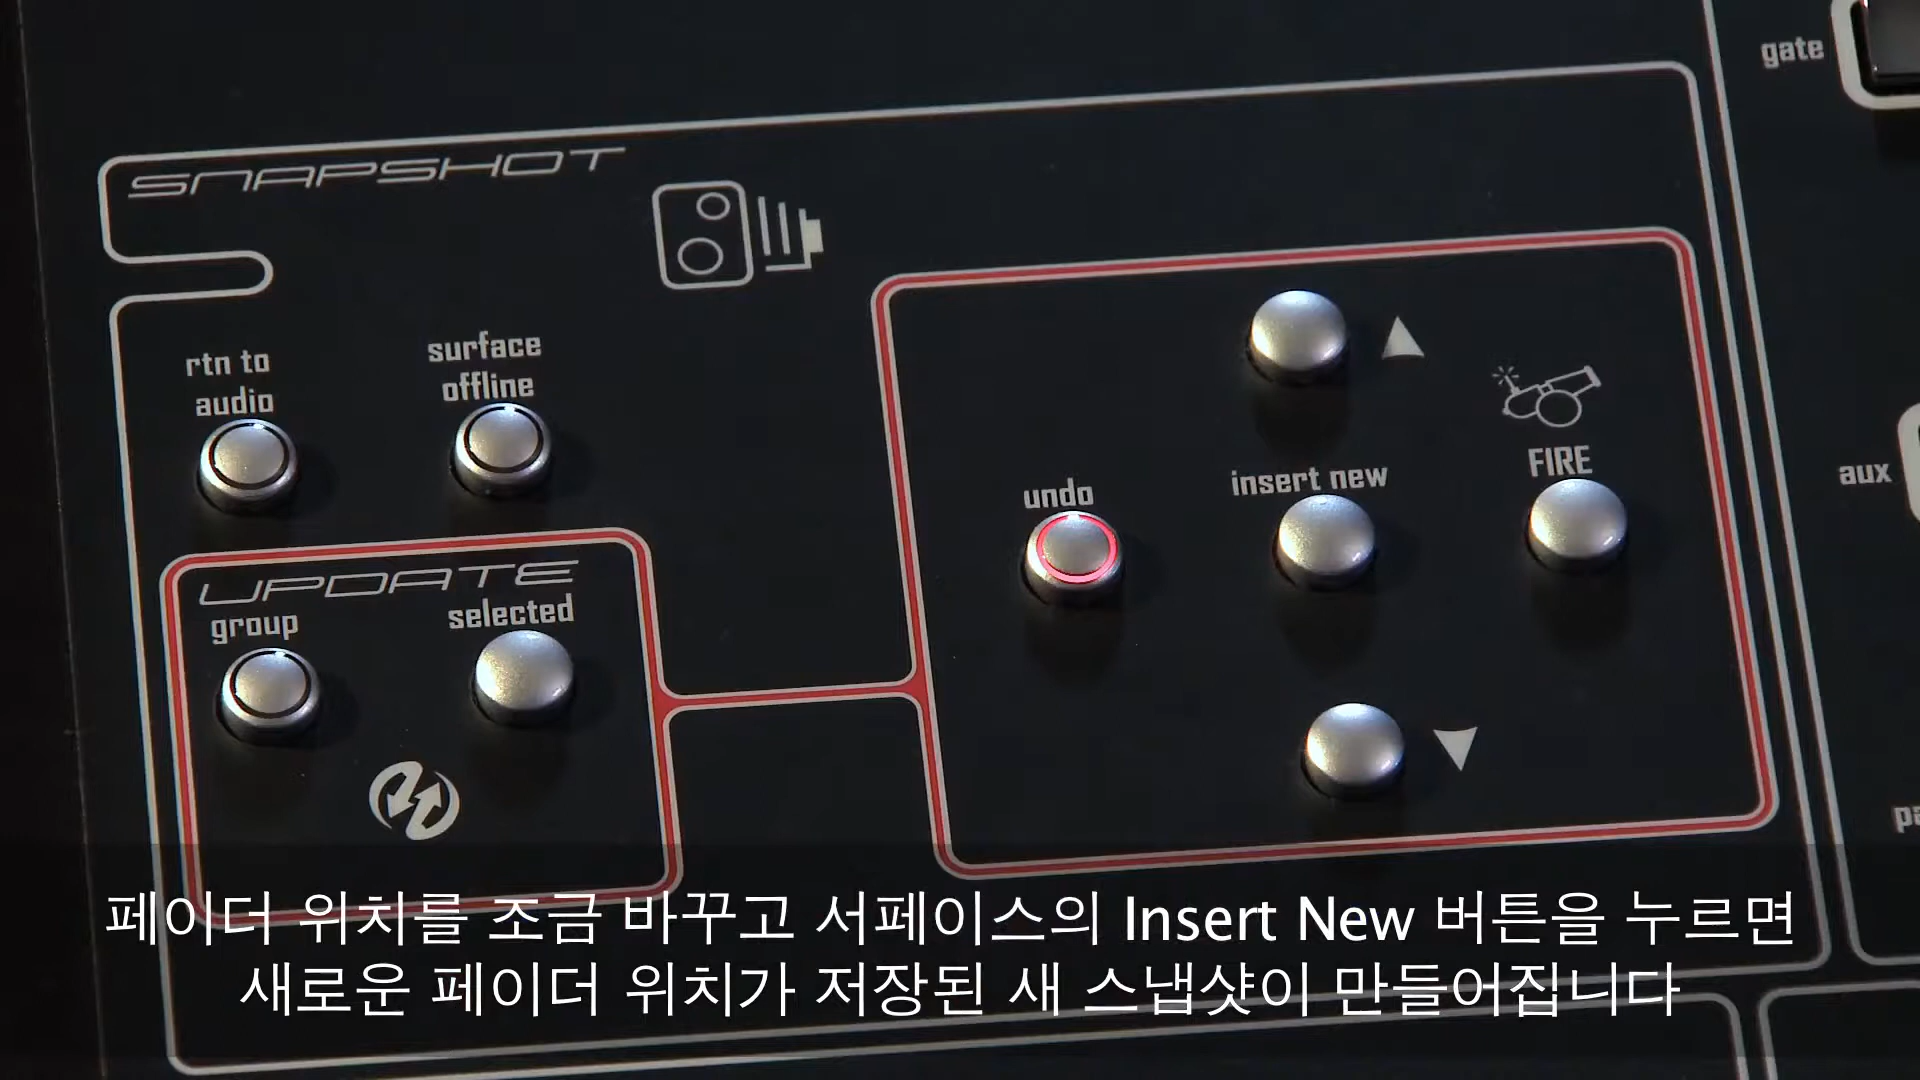 gate
SNAPSHOT
rtn to
audio
surface
offline
undo
insert new
FIRE
aux
UPDATE
group
selected
페이더 위치를 조금 바꾸고 서페이스의 Insert New 버튼을 누르면
새로운 페이더 위치가 저장된 새 스냅샷이 만들어집니다